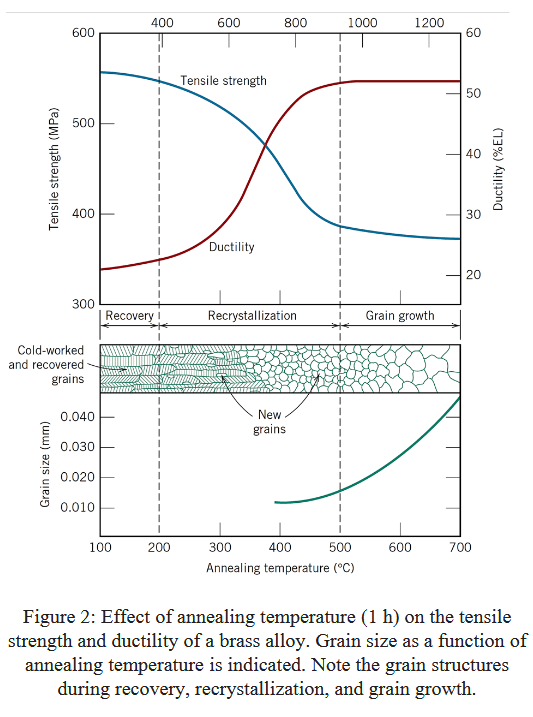 400 600 800 1000 1200
600 60
Tensile strength
500 50
Tensile strength (MPa)
40
Ductility (%EL)
400
30
Ductility
20
300
Recovery Recrystallization Grain growth
Cold-worked
and recovered
grains
New
grains
0.040
0.030
0.020
0.010
Grain size (mm)
100 200 300 400 500 600 700
Annealing temperature (°C)
Figure 2: Effect of annealing temperature (1 h) on the tensile
strength and ductility of a brass alloy. Grain size as a function of
annealing temperature is indicated. Note the grain structures
during recovery, recrystallization, and grain growth.